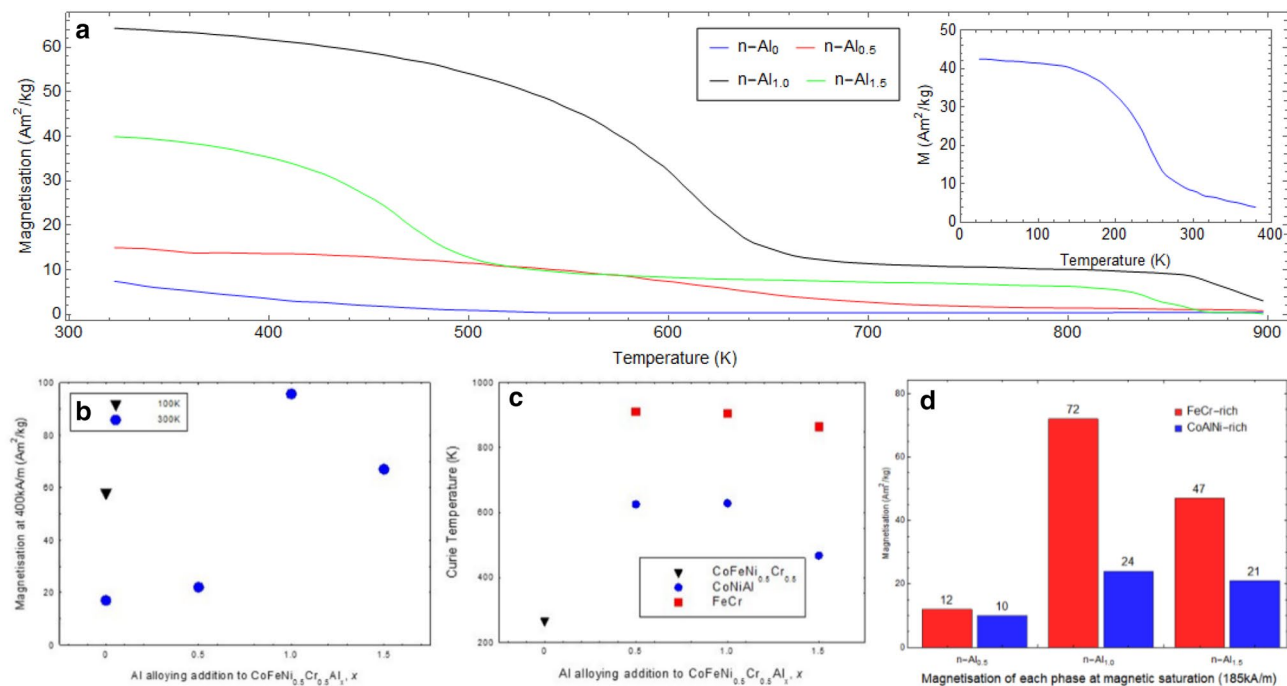 a
Magnetisation (Am²/kg)
60
50
40
30
20
10
0
300
400
500
600
700
800
900
Temperature (K)
n−Al₀
n−Al₀.₅
n−Al₁.₀
n−Al₁.₅
M (Am²/kg)
50
40
30
20
10
0
0
100
200
300
400
Temperature (K)
b
100K
300K
Magnetisation at 400kA/m (Am²/kg)
100
80
60
40
20
0
0
0.5
1.0
1.5
Al alloying addition to CoFeNi₀.₅Cr₀.₅Alₓ, x
c
Curie Temperature (K)
1000
800
600
400
200
0
0.5
1.0
1.5
CoFeNi₀.₅Cr₀.₅
CoNiAl
FeCr
Al alloying addition to CoFeNi₀.₅Cr₀.₅Alₓ, x
d
FeCr−rich
CoAlNi−rich
Magnetisation (Am²/kg)
80
60
40
20
0
12
10
72
24
47
21
n−Al₀.₅
n−Al₁.₀
n−Al₁.₅
Magnetisation of each phase at magnetic saturation (185kA/m)